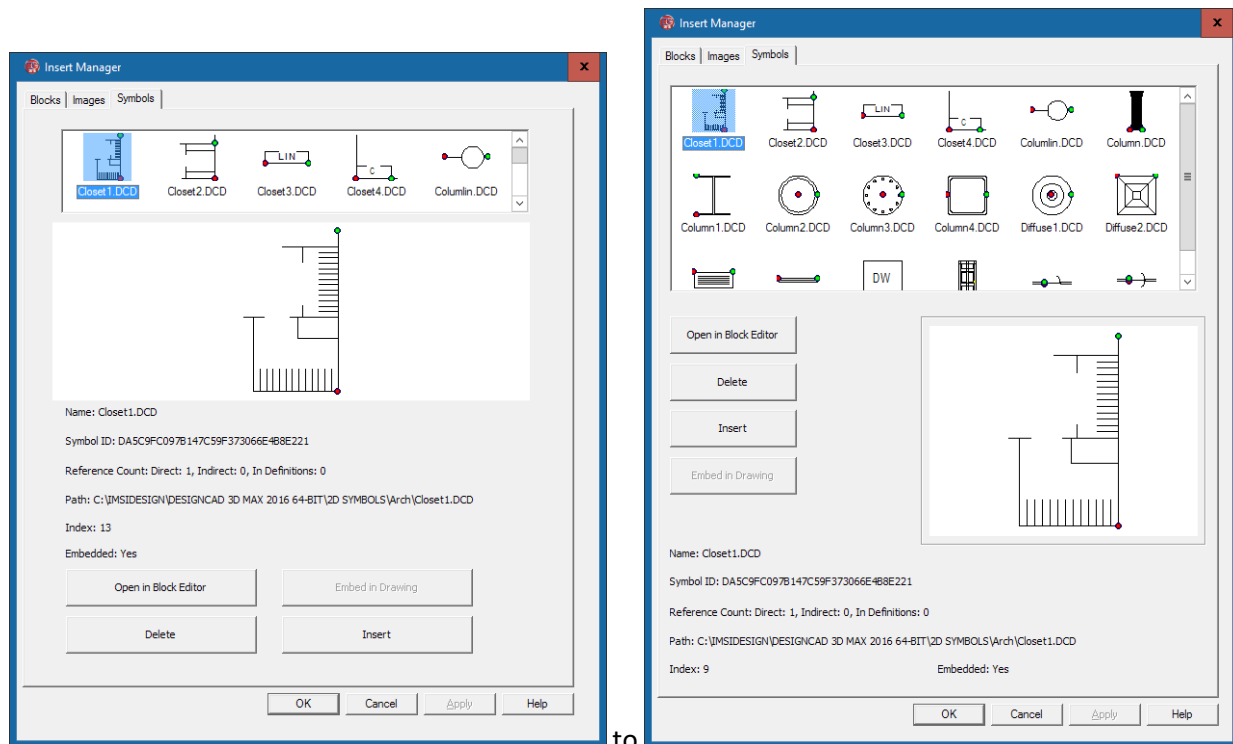 Insert Manager
x
Blocks Images Symbols
LIN
C
Closet1.DCD Closet2.DCD Closet3.DCD Closet4.DCD Columlin.DCD
Name: Closet1.DCD
Symbol ID: DA5C9FC097B147C59F373066E4B8E221
Reference Count: Direct: 1, Indirect: 0, In Definitions: 0
Path: C:\IMSIDESIGN\DESIGNCAD 3D MAX 2016 64-BIT\2D SYMBOLS\Arch\Closet1.DCD
Index: 13
Embedded: Yes
Open in Block Editor Embed in Drawing
Delete Insert
OK Cancel Apply Help
to
Insert Manager
x
Blocks Images Symbols
LIN
C
Closet1.DCD Closet2.DCD Closet3.DCD Closet4.DCD Columlin.DCD Column.DCD
Column1.DCD Column2.DCD Column3.DCD Column4.DCD Diffuse1.DCD Diffuse2.DCD
DW
Open in Block Editor
Delete
Insert
Embed in Drawing
Name: Closet1.DCD
Symbol ID: DA5C9FC097B147C59F373066E4B8E221
Reference Count: Direct: 1, Indirect: 0, In Definitions: 0
Path: C:\IMSIDESIGN\DESIGNCAD 3D MAX 2016 64-BIT\2D SYMBOLS\Arch\Closet1.DCD
Index: 9 Embedded: Yes
OK Cancel Apply Help